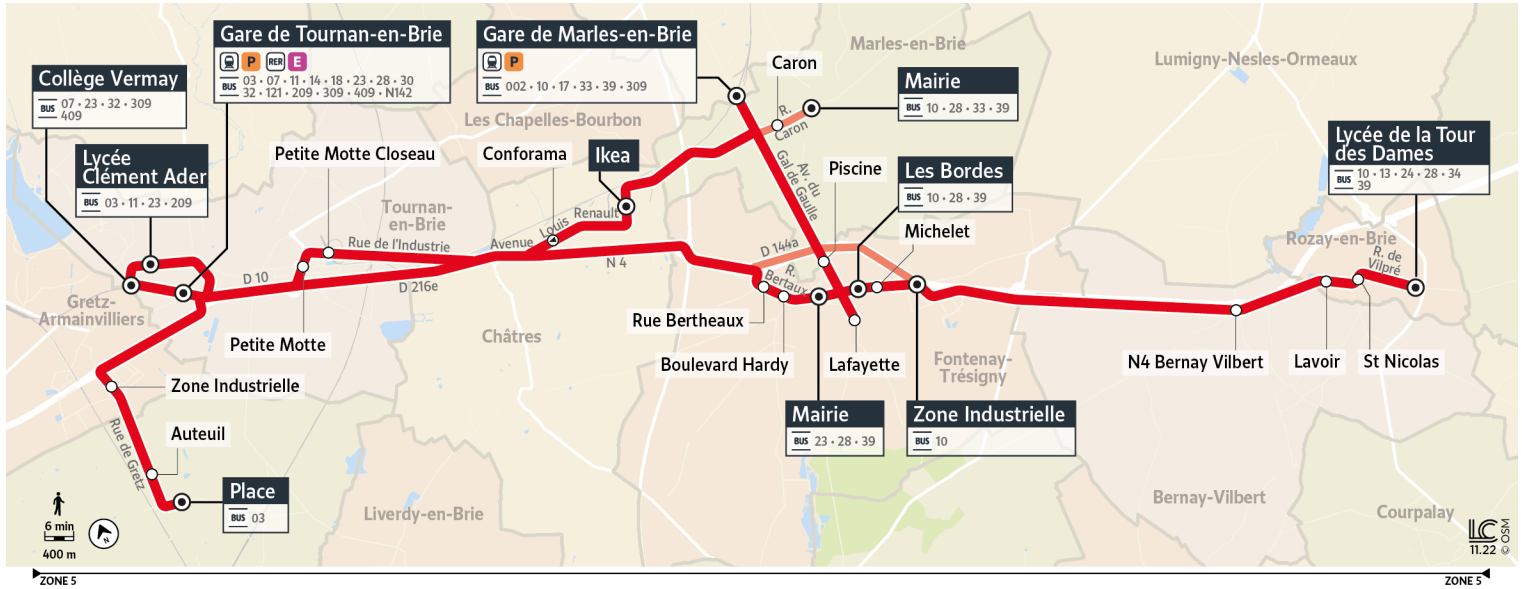 Gare de Tournan-en-Brie
P RER E
BUS 03 • 07 • 11 • 14 • 18 • 23 • 28 • 30
32 • 121 • 209 • 309 • 409 • N142
Gare de Marles-en-Brie
P
BUS 002 • 10 • 17 • 33 • 39 • 309
Marles-en-Brie
Lumigny-Nesles-Ormeaux
Collège Vermay
BUS 07 • 23 • 32 • 309
409
Caron
Mairie
BUS 10 • 28 • 33 • 39
R.
Caron
Les Chapelles-Bourbon
Lycée
Clément Ader
BUS 03 • 11 • 23 • 209
Petite Motte Closeau
Conforama
Ikea
Piscine
Av. du
Gal de Gaulle
Les Bordes
BUS 10 • 28 • 39
Lycée de la Tour
des Dames
BUS 10 • 13 • 24 • 28 • 34
39
Tournan-
en-Brie
Avenue Louis Renault
Rue de l'Industrie
Michelet
Rozay-en-Brie
R. de
Vilpré
D 144a
N 4
D 10
D 216e
R.
Bertaux
Gretz-
Armainvilliers
Petite Motte
Châtres
Rue Bertheaux
Boulevard Hardy
Lafayette
Fontenay-
Trésigny
N4 Bernay Vilbert
Lavoir
St Nicolas
Zone Industrielle
Mairie
BUS 23 • 28 • 39
Zone Industrielle
BUS 10
Rue de Gretz
Auteuil
Place
BUS 03
Liverdy-en-Brie
Bernay-Vilbert
Courpalay
6 min
400 m
N
LC
11.22
© OSM
ZONE 5
ZONE 5